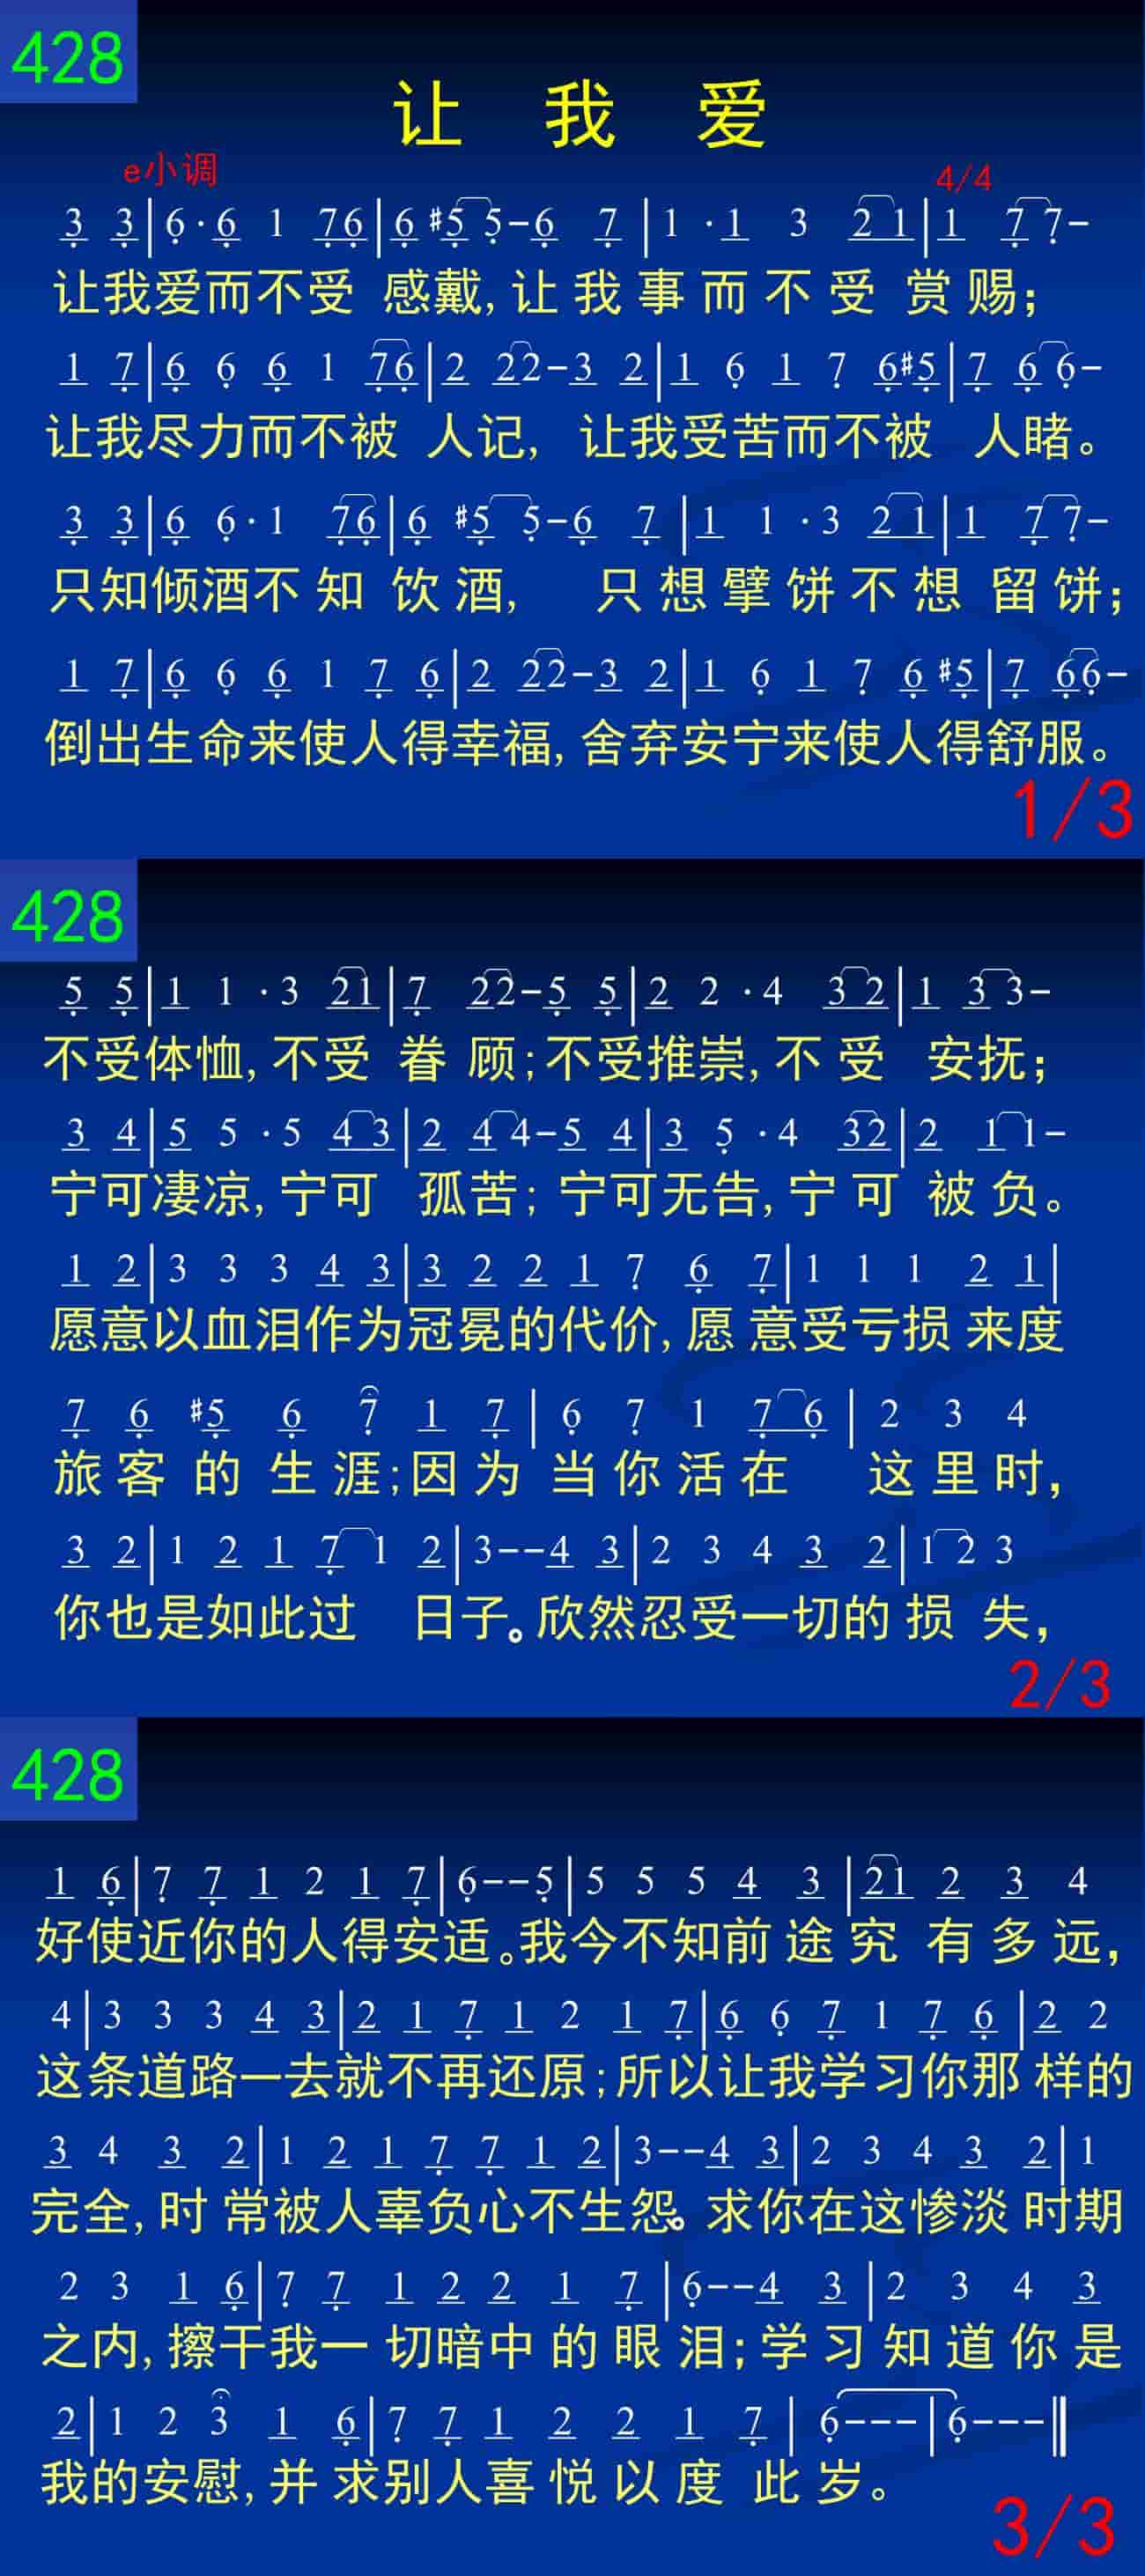 428
让 我 爱
e小调
4/4
3 3|6·6 1 76|6 #5 5-6 7|1 ·1 3 2 1|1 7 7-
让我爱而不受 感戴,让我事而不受 赏赐;
1 7|6 6 6 1 76|2 22-3 2|1 6 1 7 6#5|7 6 6-
让我尽力而不被 人记, 让我受苦而不被 人睹。
3 3|6 6·1 76|6 #5 5-6 7|1 1 ·3 2 1|1 7 7-
只知倾酒不知 饮酒, 只想擘饼不想 留饼;
1 7|6 6 6 1 7 6|2 22-3 2|1 6 1 7 6 #5|7 66-
倒出生命来使人得幸福,舍弃安宁来使人得舒服。
1/3
428
5 5|1 1 ·3 21|7 22-5 5|2 2 ·4 3 2|1 3 3-
不受体恤,不受 眷 顾;不受推崇,不受 安抚;
3 4|5 5 ·5 4 3|2 4 4-5 4|3 5 ·4 32|2 1 1-
宁可凄凉,宁可 孤苦; 宁可无告,宁可 被负。
1 2|3 3 3 4 3|3 2 2 1 7 6 7|1 1 1 2 1|
愿意以血泪作为冠冕的代价,愿意受亏损来度
7 6 #5 6 7 1 7|6 7 1 7 6|2 3 4
旅客的生涯;因为 当你活在 这里时,
3 2|1 2 1 7 1 2|3--4 3|2 3 4 3 2|1 2 3
你也是如此过 日子。欣然忍受一切的损 失,
2/3
428
1 6|7 7 1 2 1 7|6--5|5 5 5 4 3|21 2 3 4
好使近你的人得安适。我今不知前途究 有多远,
4|3 3 3 4 3|2 1 7 1 2 1 7|6 6 7 1 7 6|2 2
这条道路一去就不再还原;所以让我学习你那样的
3 4 3 2|1 2 1 7 7 1 2|3--4 3|2 3 4 3 2|1
完全,时常被人辜负心不生怨。求你在这惨淡时期
2 3 1 6|7 7 1 2 2 1 7|6--4 3|2 3 4 3
之内,擦干我一切暗中的眼泪;学习知道你是
2|1 2 3 1 6|7 7 1 2 2 1 7|6---|6---‖
我的安慰,并求别人喜悦以度此岁。
3/3